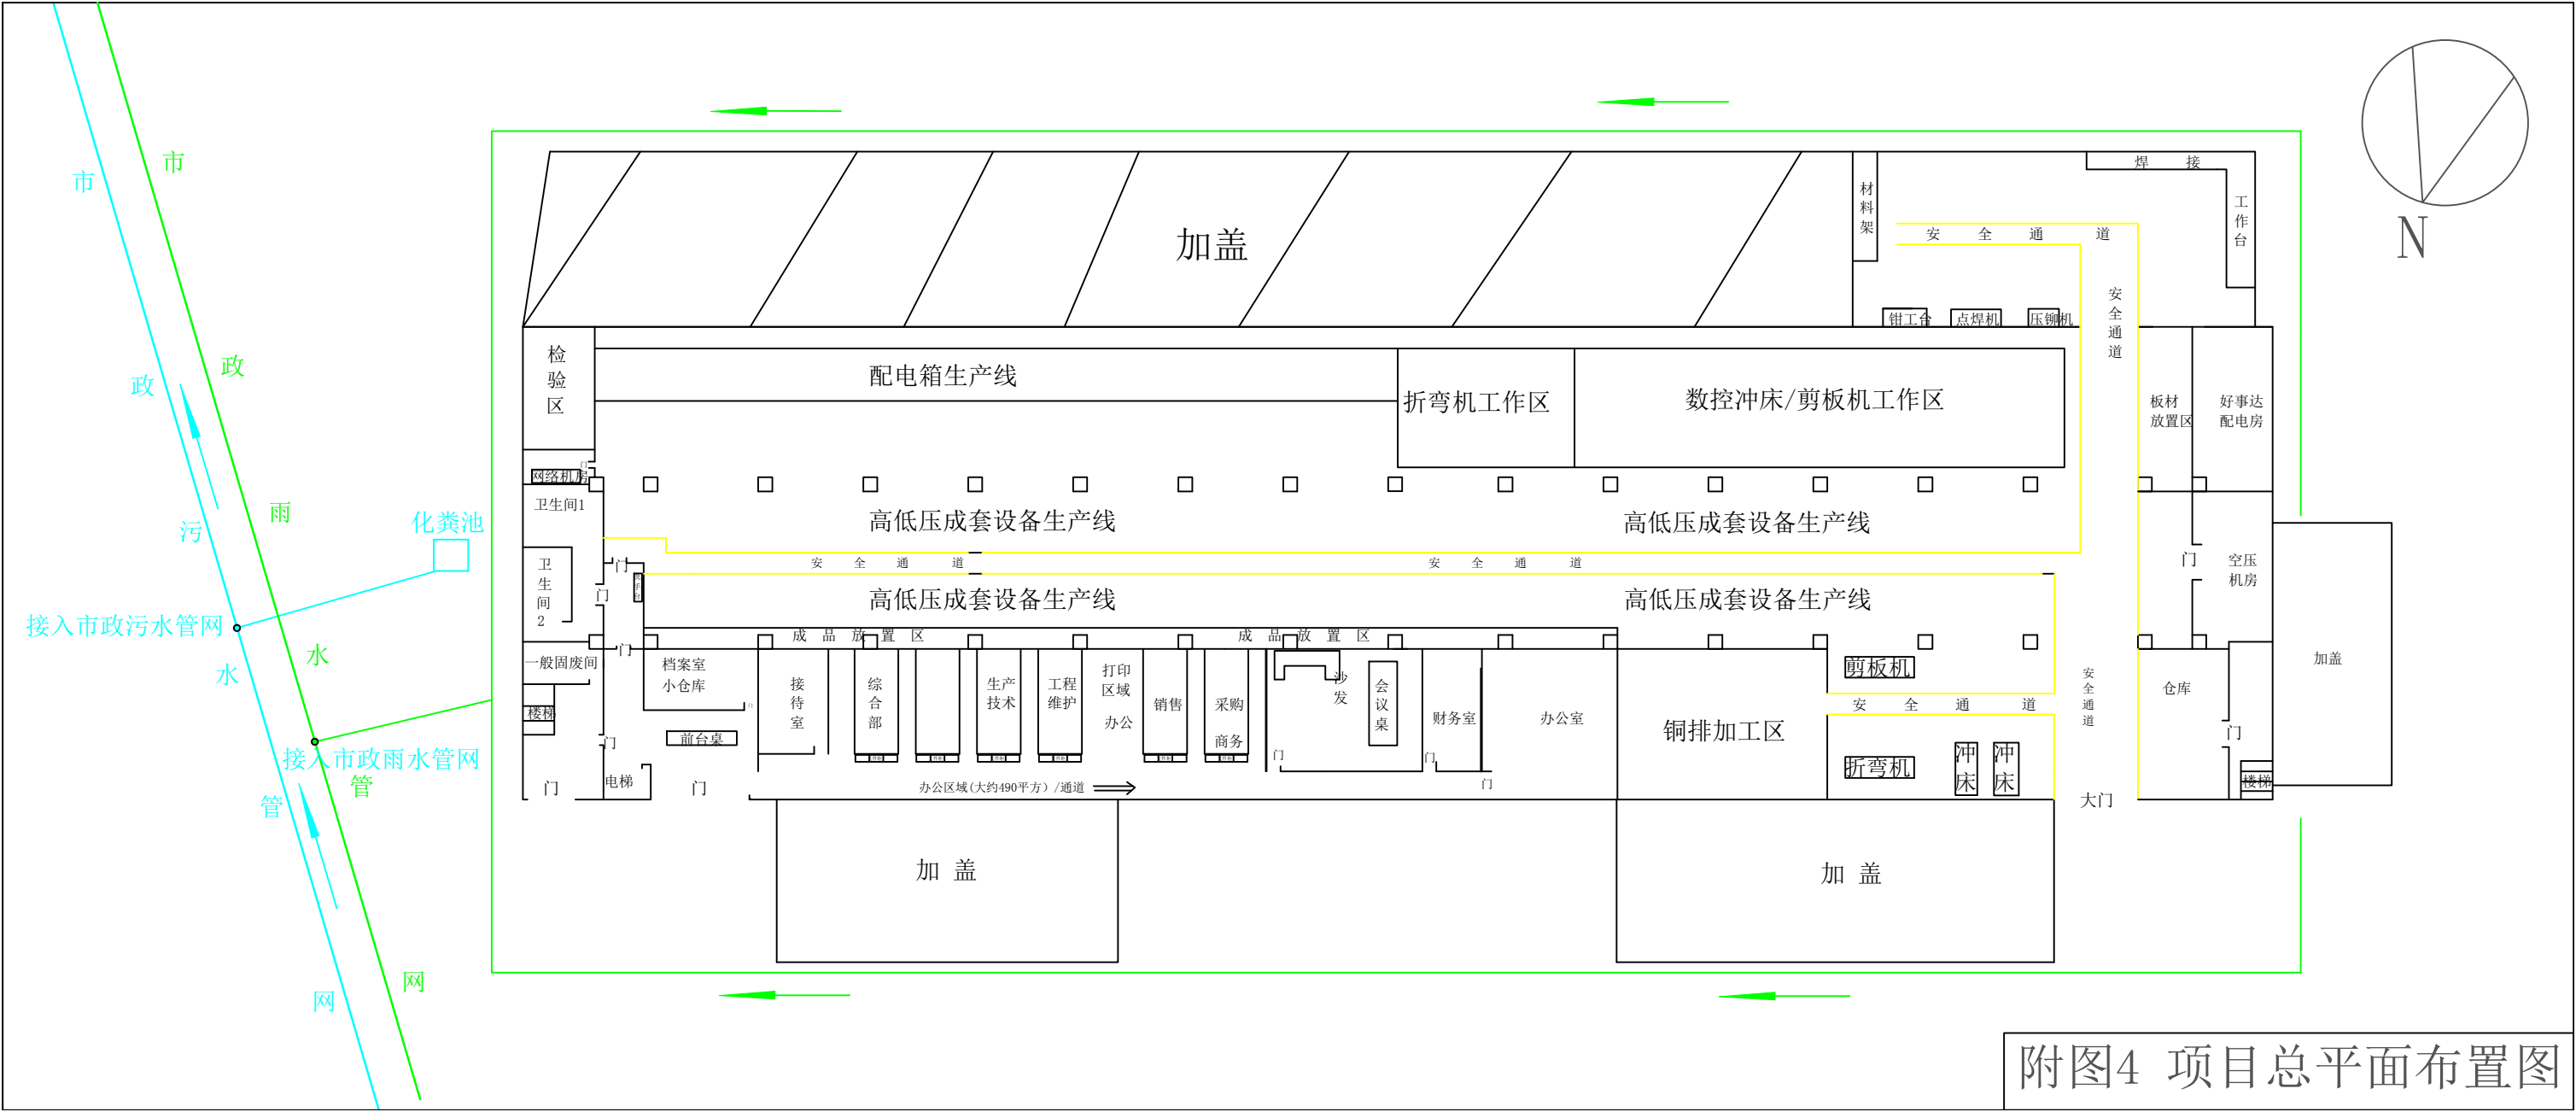 市
政
污
水
管
网
市
政
雨
水
管
网
化粪池
接入市政污水管网
接入市政雨水管网
加盖
材料架
焊 接
工作台
安 全 通 道
安全通道
钳工台
点焊机
压铆机
N
检验区
配电箱生产线
折弯机工作区
数控冲床/剪板机工作区
板材
放置区
好事达
配电房
门
网络机房
卫生间1
高低压成套设备生产线
高低压成套设备生产线
卫生间2
门
门
安 全 通 道
安 全 通 道
门
空压
机房
高低压成套设备生产线
高低压成套设备生产线
成 品 放 置 区
成 品 放 置 区
一般固废间
门
档案室
小仓库
接待室
综合部
生产
技术
工程
维护
打印
区域
办公
销售
采购
商务
沙发
会议桌
财务室
办公室
铜排加工区
剪板机
安 全 通 道
安全通道
仓库
加盖
楼梯
门
前台桌
门
门
门
门
折弯机
冲床
冲床
门
楼梯
门
电梯
门
办公区域(大约490平方）/通道
大门
加 盖
加 盖
附图4 项目总平面布置图